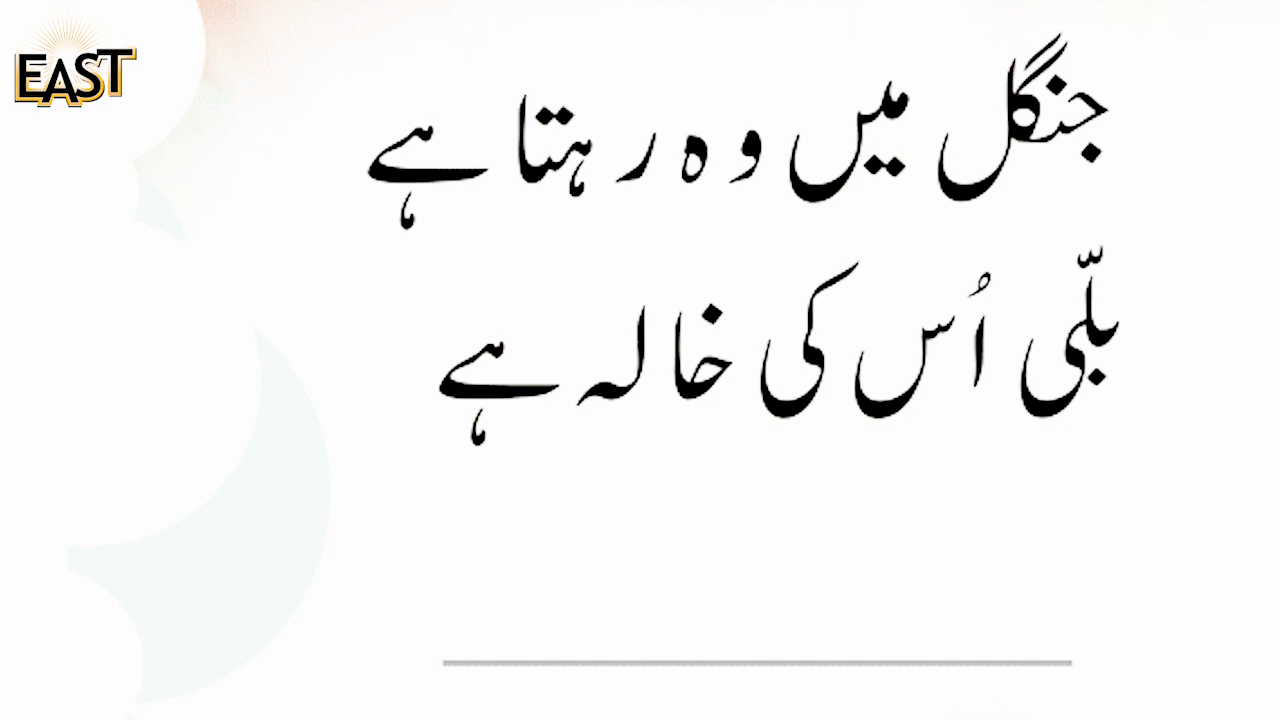 EAST
جنگل میں وہ رہتا ہے
بلّی اُس کی خالہ ہے